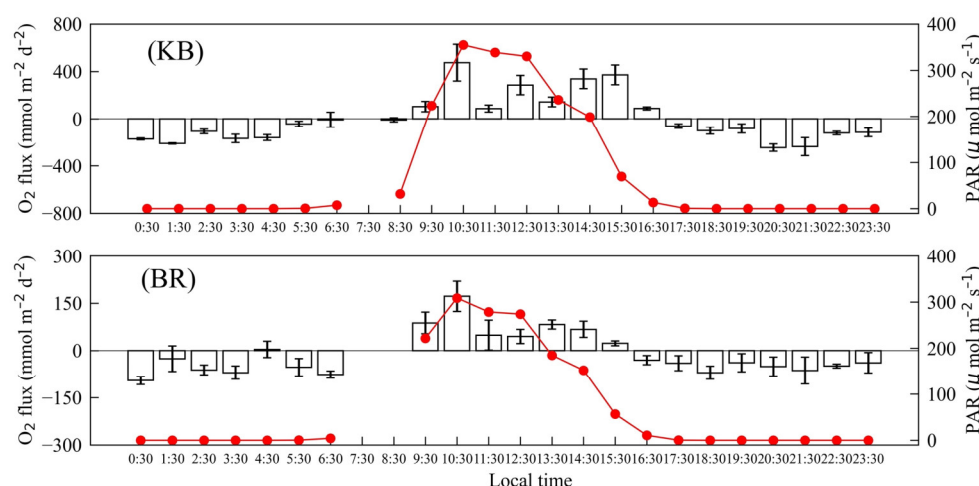 800
400
0
−400
−800
O₂ flux (mmol m⁻² d⁻²)
(KB)
400
300
200
100
0
PAR (μ mol m⁻² s⁻¹)
0:30 1:30 2:30 3:30 4:30 5:30 6:30 7:30 8:30 9:30 10:30 11:30 12:30 13:30 14:30 15:30 16:30 17:30 18:30 19:30 20:30 21:30 22:30 23:30
300
150
0
−150
−300
O₂ flux (mmol m⁻² d⁻²)
(BR)
400
300
200
100
0
PAR (μ mol m⁻² s⁻¹)
0:30 1:30 2:30 3:30 4:30 5:30 6:30 7:30 8:30 9:30 10:30 11:30 12:30 13:30 14:30 15:30 16:30 17:30 18:30 19:30 20:30 21:30 22:30 23:30
Local time